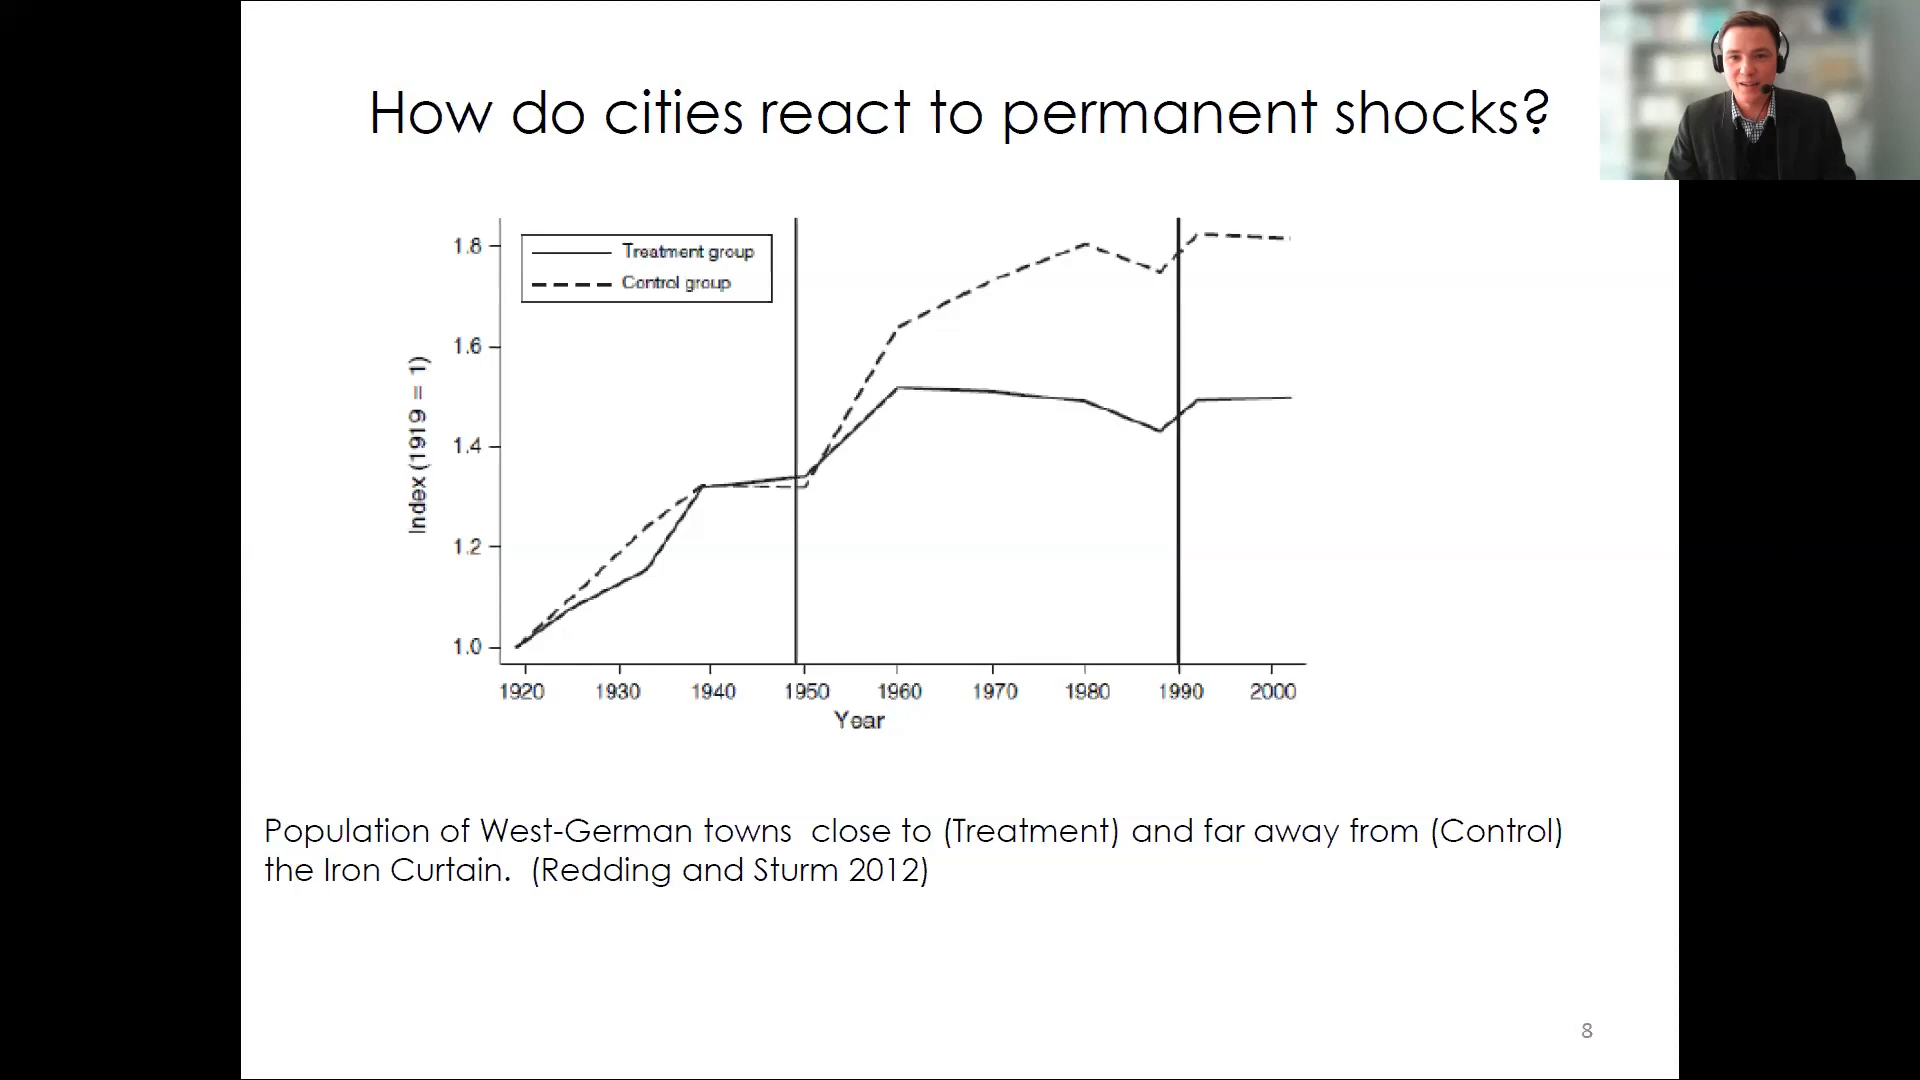 How do cities react to permanent shocks?
Treatment group
Control group
1.8
1.6
1.4
1.2
1.0
Index (1919 = 1)
1920 1930 1940 1950 1960 1970 1980 1990 2000
Year
Population of West-German towns  close to (Treatment) and far away from (Control)
the Iron Curtain.  (Redding and Sturm 2012)
8